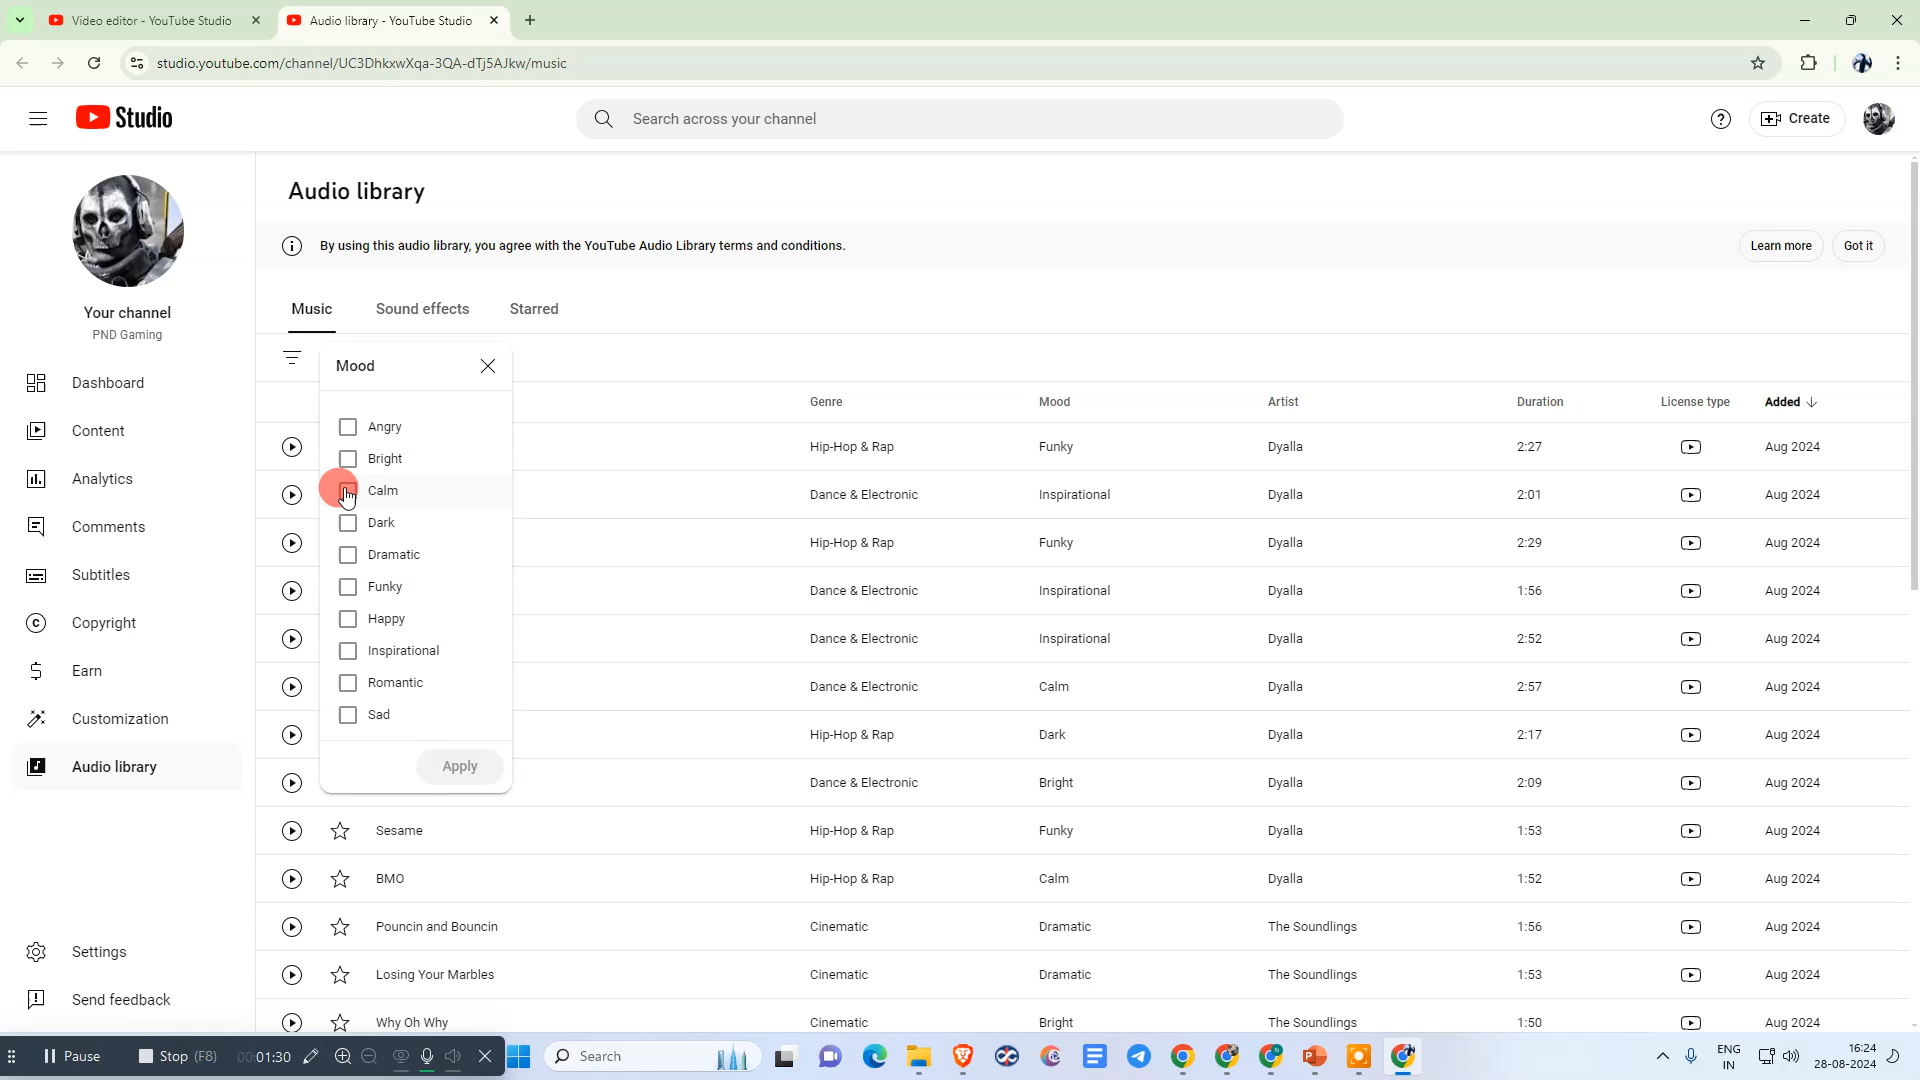 Video editor - YouTube Studio
Audio library - YouTube Studio
studio.youtube.com/channel/UC3DhkxwXqa-3QA-dTj5AJkw/music
Studio
Search across your channel
Create
Your channel
PND Gaming
Dashboard
Content
Analytics
Comments
Subtitles
Copyright
Earn
Customization
Audio library
Settings
Send feedback
Audio library
By using this audio library, you agree with the YouTube Audio Library terms and conditions.
Learn more
Got it
Music
Sound effects
Starred
Mood
Angry
Bright
Calm
Dark
Dramatic
Funky
Happy
Inspirational
Romantic
Sad
Apply
Genre Mood Artist Duration License type Added
Hip-Hop & Rap Funky Dyalla 2:27 Aug 2024
Dance & Electronic Inspirational Dyalla 2:01 Aug 2024
Hip-Hop & Rap Funky Dyalla 2:29 Aug 2024
Dance & Electronic Inspirational Dyalla 1:56 Aug 2024
Dance & Electronic Inspirational Dyalla 2:52 Aug 2024
Dance & Electronic Calm Dyalla 2:57 Aug 2024
Hip-Hop & Rap Dark Dyalla 2:17 Aug 2024
Dance & Electronic Bright Dyalla 2:09 Aug 2024
Sesame Hip-Hop & Rap Funky Dyalla 1:53 Aug 2024
BMO Hip-Hop & Rap Calm Dyalla 1:52 Aug 2024
Pouncin and Bouncin Cinematic Dramatic The Soundlings 1:56 Aug 2024
Losing Your Marbles Cinematic Dramatic The Soundlings 1:53 Aug 2024
Why Oh Why Cinematic Bright The Soundlings 1:50 Aug 2024
Pause Stop (F8) 00:01:30
Search
ENG
IN
16:24
28-08-2024